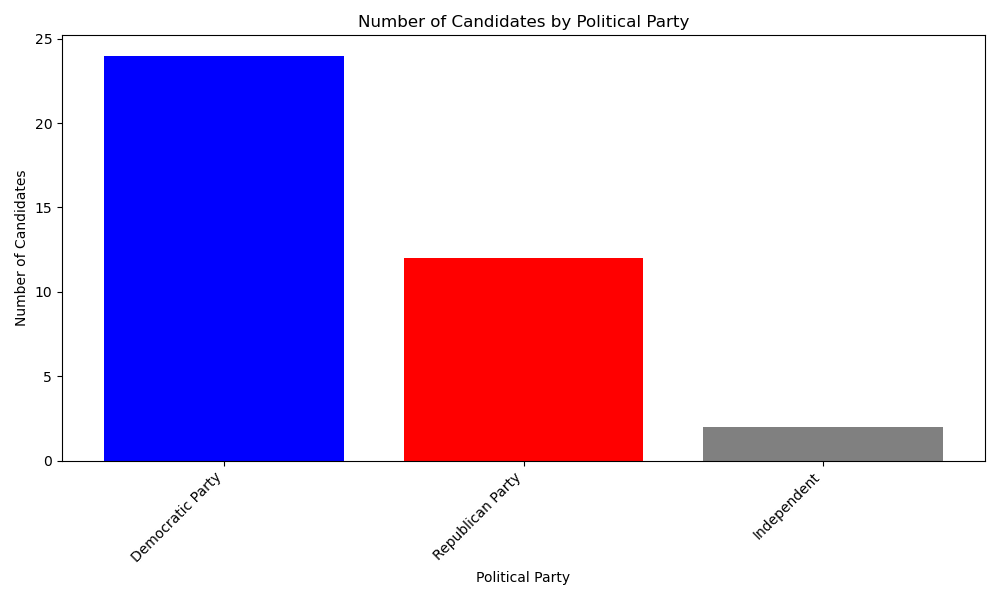 Number of Candidates by Political Party
Number of Candidates
25
20
15
10
5
0
Democratic Party
Republican Party
Independent
Political Party